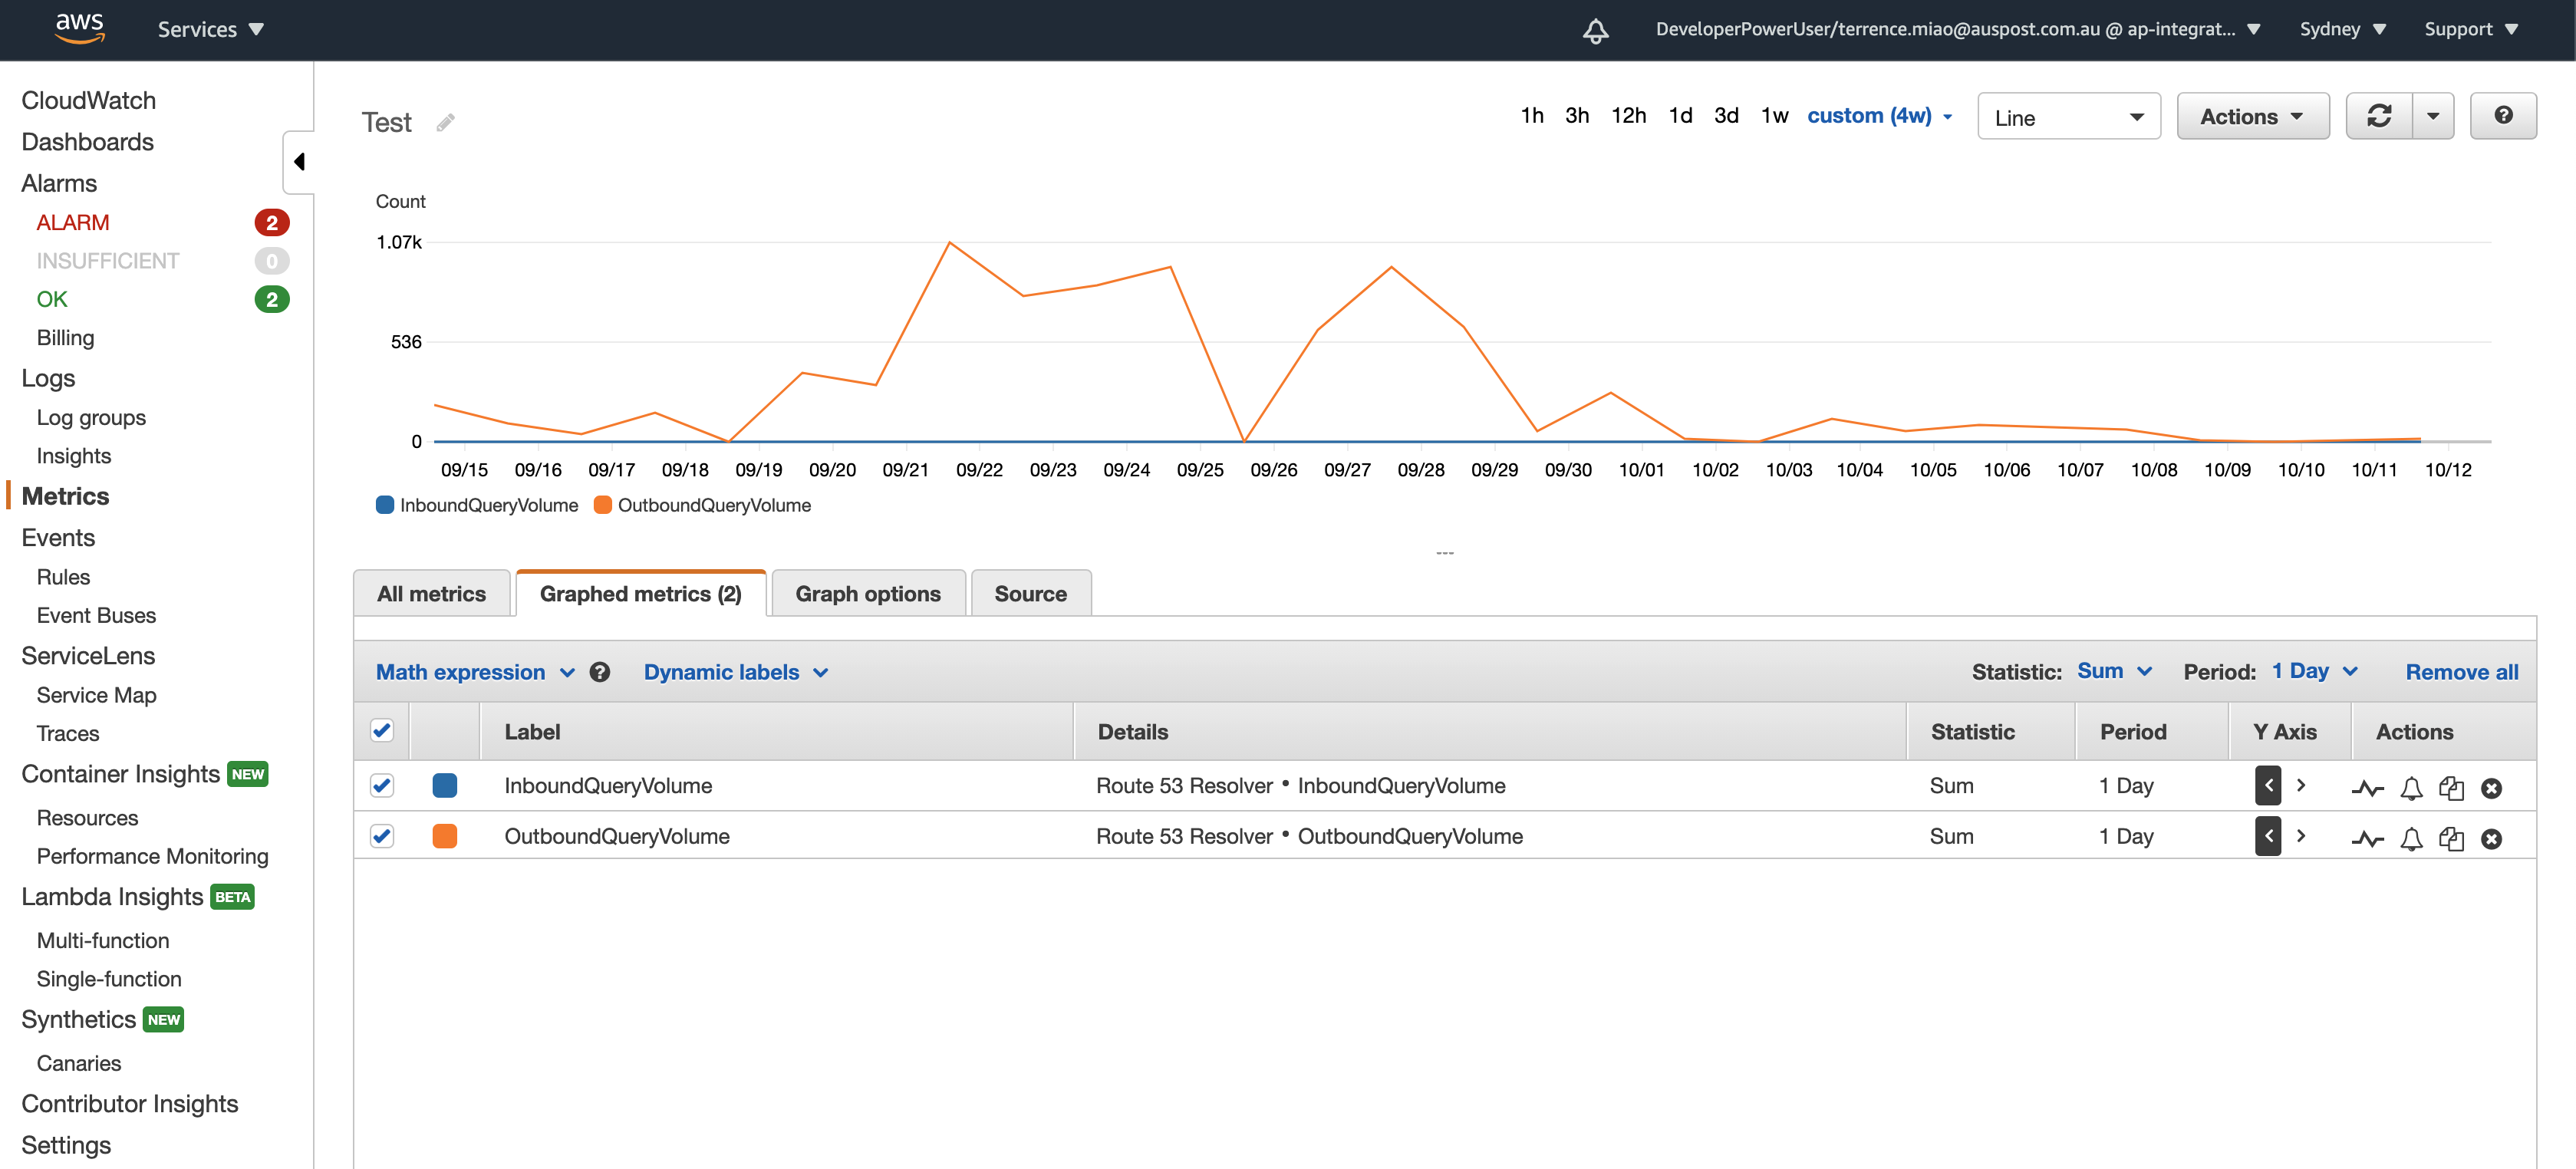 aws Services DeveloperPowerUser/terrence.miao@auspost.com.au @ ap-integrat... Sydney Support
CloudWatch
Dashboards
Alarms
ALARM 2
INSUFFICIENT 0
OK 2
Billing
Logs
Log groups
Insights
Metrics
Events
Rules
Event Buses
ServiceLens
Service Map
Traces
Container Insights NEW
Resources
Performance Monitoring
Lambda Insights BETA
Multi-function
Single-function
Synthetics NEW
Canaries
Contributor Insights
Settings
Test 1h 3h 12h 1d 3d 1w custom (4w) Line Actions ?
Count
1.07k
536
0
09/15 09/16 09/17 09/18 09/19 09/20 09/21 09/22 09/23 09/24 09/25 09/26 09/27 09/28 09/29 09/30 10/01 10/02 10/03 10/04 10/05 10/06 10/07 10/08 10/09 10/10 10/11 10/12
InboundQueryVolume OutboundQueryVolume
All metrics Graphed metrics (2) Graph options Source
Math expression ? Dynamic labels Statistic: Sum Period: 1 Day Remove all
Label Details Statistic Period Y Axis Actions
InboundQueryVolume Route 53 Resolver • InboundQueryVolume Sum 1 Day < >
OutboundQueryVolume Route 53 Resolver • OutboundQueryVolume Sum 1 Day < >